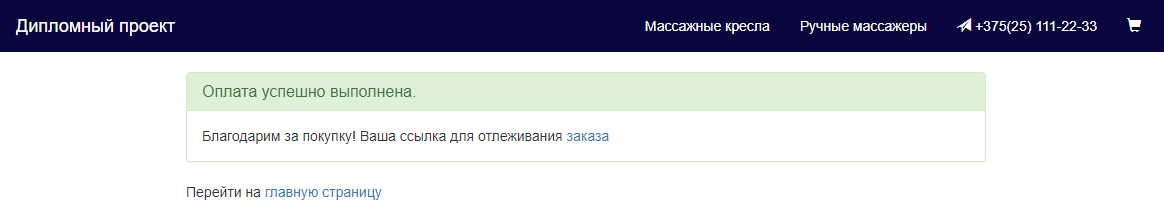 Дипломный проект Массажные кресла Ручные массажеры +375(25) 111-22-33
Оплата успешно выполнена.
Благодарим за покупку! Ваша ссылка для отлеживания заказа
Перейти на главную страницу